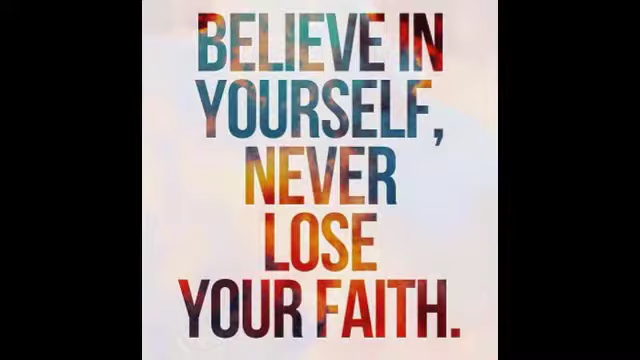 BELIEVE IN
YOURSELF,
NEVER
LOSE
YOUR FAITH.